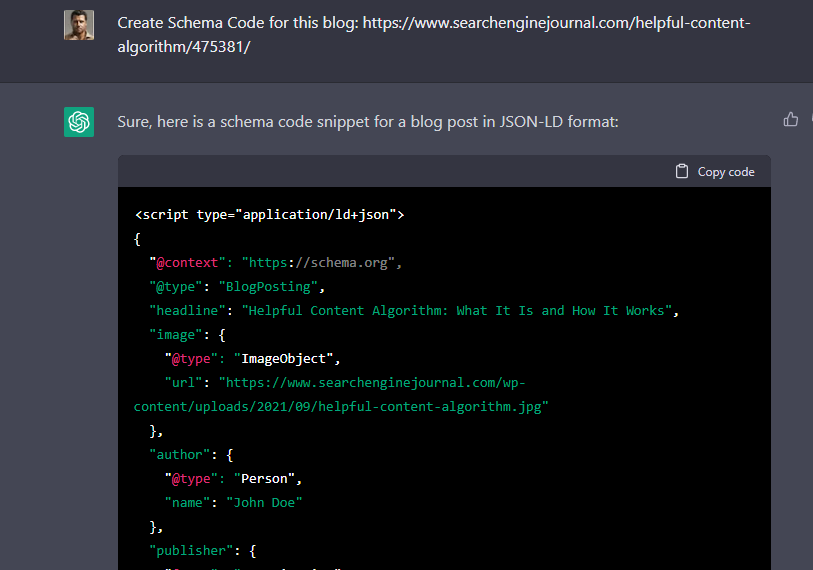 Create Schema Code for this blog: https://www.searchenginejournal.com/helpful-content-
algorithm/475381/
Sure, here is a schema code snippet for a blog post in JSON-LD format:
Copy code
<script type="application/ld+json">
{
"@context": "https://schema.org",
"@type": "BlogPosting",
"headline": "Helpful Content Algorithm: What It Is and How It Works",
"image": {
"@type": "ImageObject",
"url": "https://www.searchenginejournal.com/wp-
content/uploads/2021/09/helpful-content-algorithm.jpg"
},
"author": {
"@type": "Person",
"name": "John Doe"
},
"publisher": {